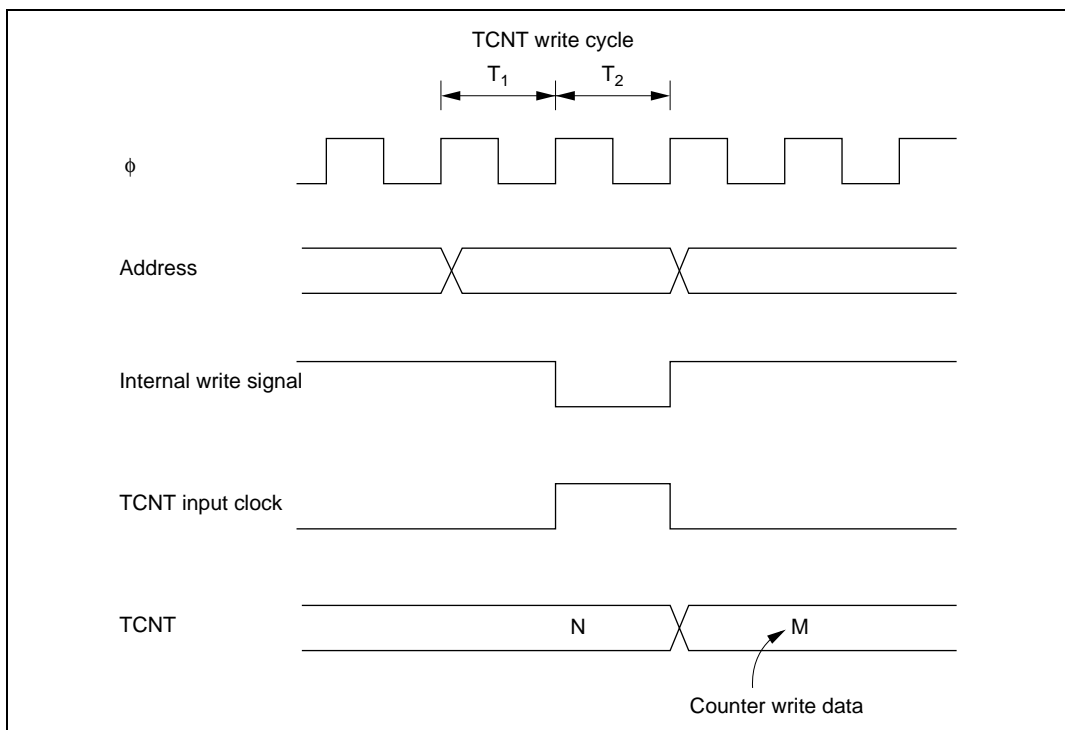 TCNT write cycle
T1 T2
ϕ
Address
Internal write signal
TCNT input clock
TCNT N M
Counter write data